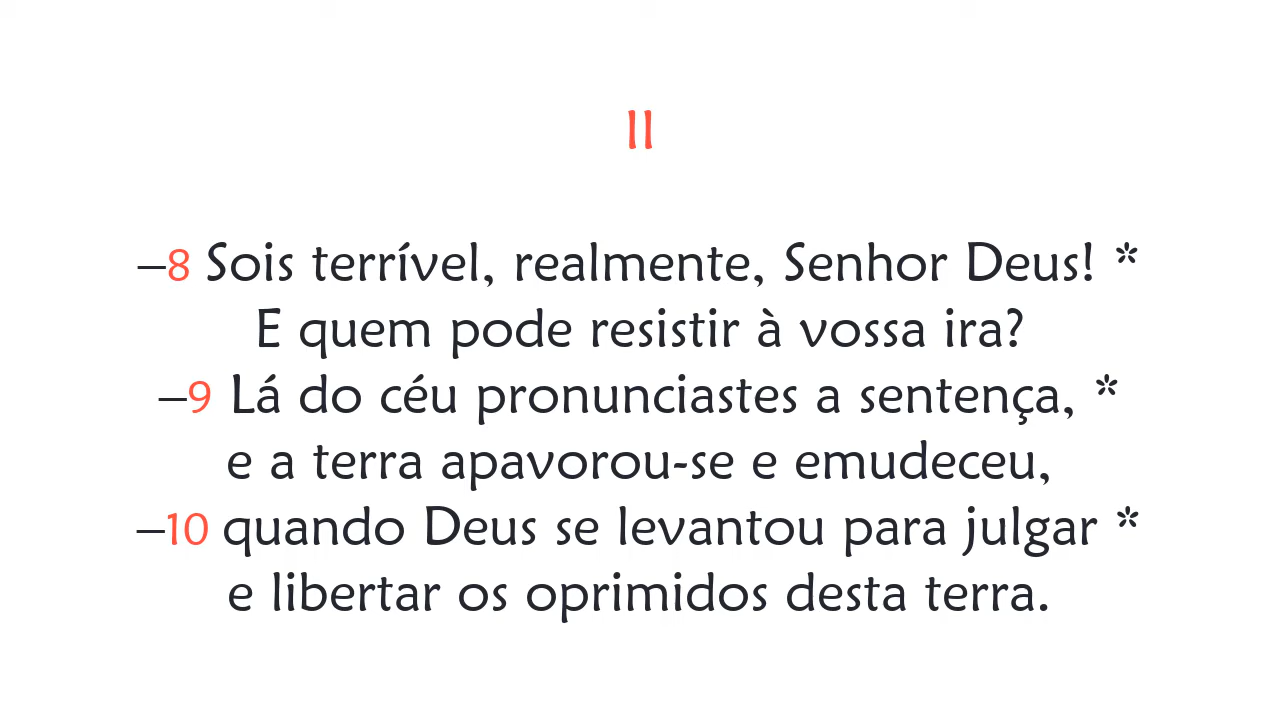 II
–8 Sois terrível, realmente, Senhor Deus! *
E quem pode resistir à vossa ira?
–9 Lá do céu pronunciastes a sentença, *
e a terra apavorou-se e emudeceu,
–10 quando Deus se levantou para julgar *
e libertar os oprimidos desta terra.